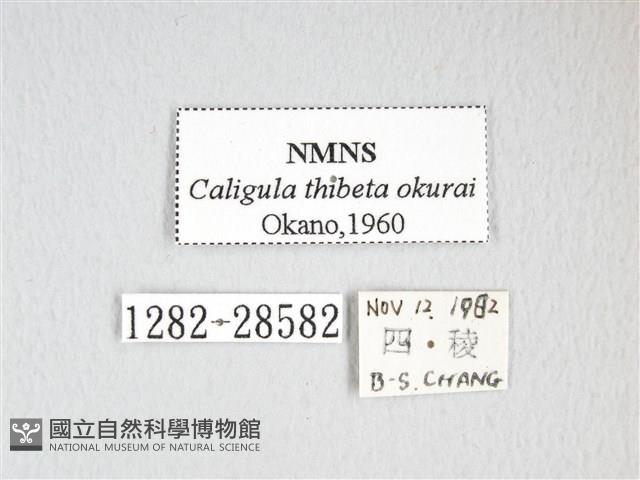 NMNS
Caligula thibeta okurai
Okano,1960
1282-28582
NOV 12. 1982
四 · 稜
B-S. CHANG
國立自然科學博物館
NATIONAL MUSEUM OF NATURAL SCIENCE